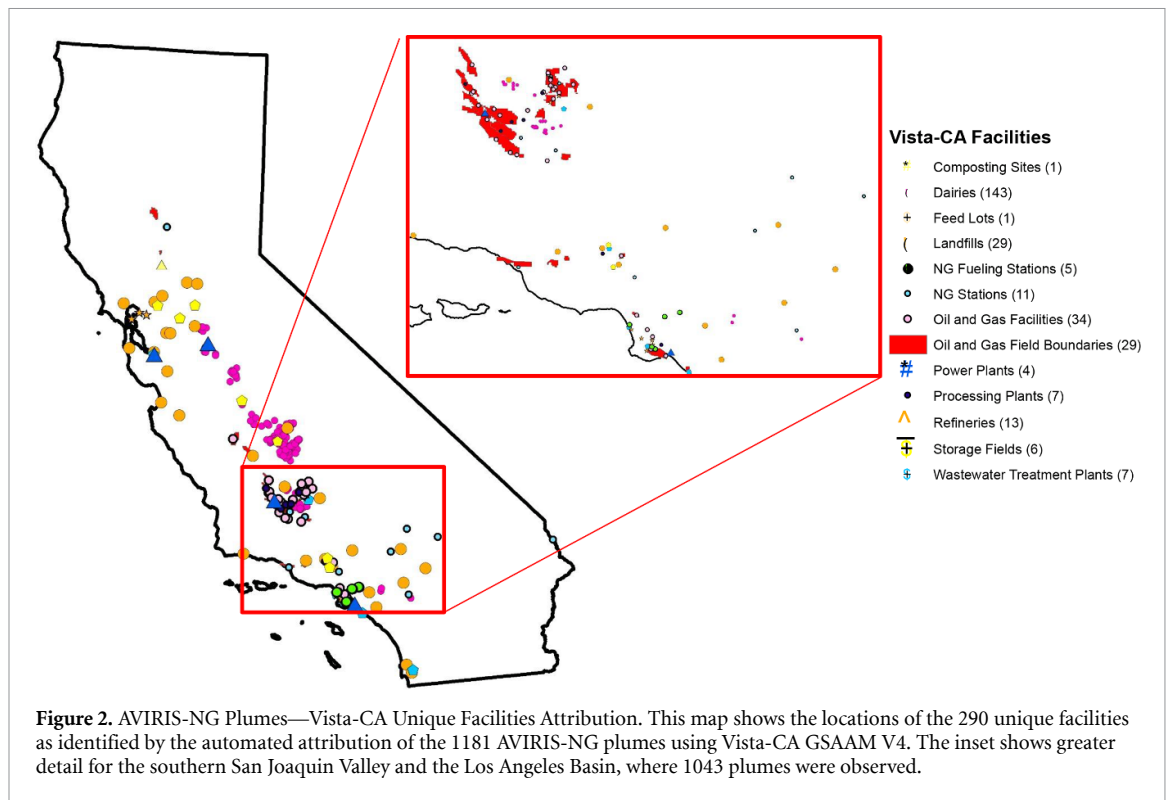 Vista-CA Facilities
Composting Sites (1)
Dairies (143)
Feed Lots (1)
Landfills (29)
NG Fueling Stations (5)
NG Stations (11)
Oil and Gas Facilities (34)
Oil and Gas Field Boundaries (29)
Power Plants (4)
Processing Plants (7)
Refineries (13)
Storage Fields (6)
Wastewater Treatment Plants (7)
Figure 2. AVIRIS-NG Plumes—Vista-CA Unique Facilities Attribution. This map shows the locations of the 290 unique facilities
as identified by the automated attribution of the 1181 AVIRIS-NG plumes using Vista-CA GSAAM V4. The inset shows greater
detail for the southern San Joaquin Valley and the Los Angeles Basin, where 1043 plumes were observed.